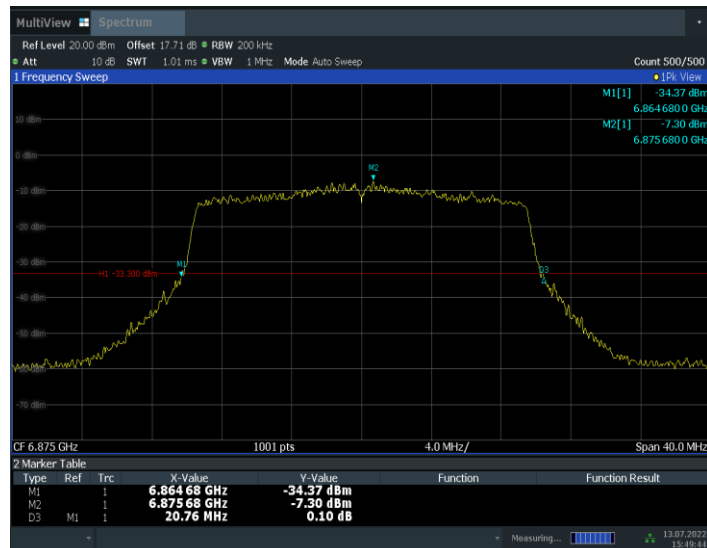 MultiView Spectrum
Ref Level 20.00 dBm Offset 17.71 dB RBW 200 kHz
Att 10 dB SWT 1.01 ms VBW 1 MHz Mode Auto Sweep Count 500/500
1 Frequency Sweep 1Pk View
M1[1] -34.37 dBm
6.864 680 0 GHz
M2[1] -7.30 dBm
6.875 680 0 GHz
10 dBm
0 dBm
M2
-10 dBm
-20 dBm
-30 dBm
M1
D3
H1 -33.300 dBm
-40 dBm
-50 dBm
-60 dBm
-70 dBm
CF 6.875 GHz 1001 pts 4.0 MHz/ Span 40.0 MHz
2 Marker Table
Type Ref Trc X-Value Y-Value Function Function Result
M1 1 6.864 68 GHz -34.37 dBm
M2 1 6.875 68 GHz -7.30 dBm
D3 M1 1 20.76 MHz 0.10 dB
Measuring... 13.07.2022
15:49:44